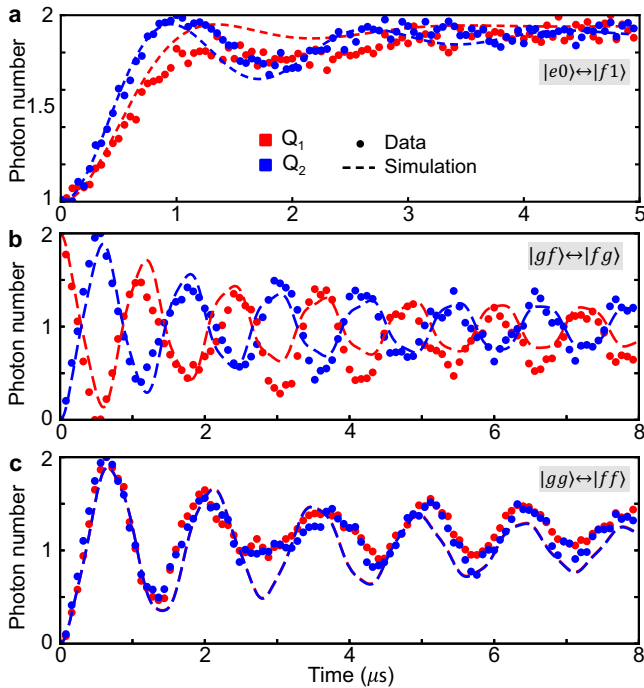 a
2
1.5
1
Photon number
|e0⟩↔|f1⟩
Q1 Data
Q2 Simulation
0 1 2 3 4 5
b
2
1
0
Photon number
|gf⟩↔|fg⟩
0 2 4 6 8
c
2
1
0
Photon number
|gg⟩↔|ff⟩
0 2 4 6 8
Time (μs)